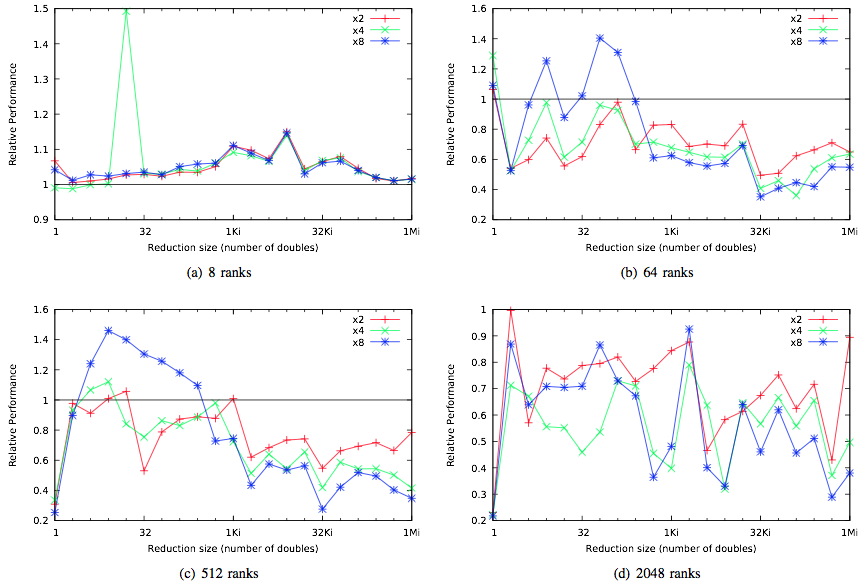 1.5
1.4
1.3
1.2
1.1
1
0.9
Relative Performance
x2
x4
x8
1 32 1Ki 32Ki 1Mi
Reduction size (number of doubles)
(a) 8 ranks
1.6
1.4
1.2
1
0.8
0.6
0.4
0.2
Relative Performance
x2
x4
x8
1 32 1Ki 32Ki 1Mi
Reduction size (number of doubles)
(b) 64 ranks
1.6
1.4
1.2
1
0.8
0.6
0.4
0.2
Relative Performance
x2
x4
x8
1 32 1Ki 32Ki 1Mi
Reduction size (number of doubles)
(c) 512 ranks
1
0.9
0.8
0.7
0.6
0.5
0.4
0.3
0.2
Relative Performance
x2
x4
x8
1 32 1Ki 32Ki 1Mi
Reduction size (number of doubles)
(d) 2048 ranks